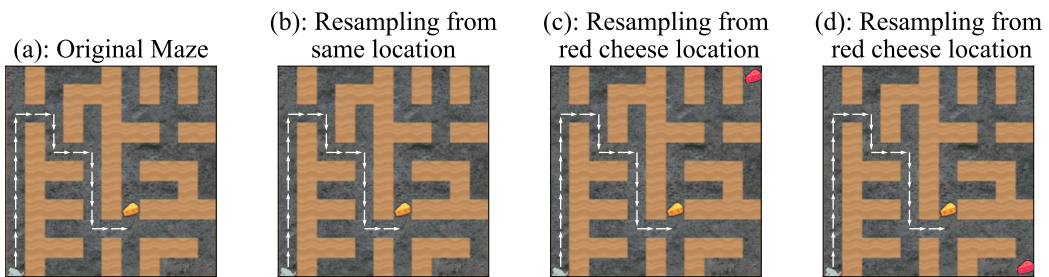 (a): Original Maze
(b): Resampling from
same location
(c): Resampling from
red cheese location
(d): Resampling from
red cheese location